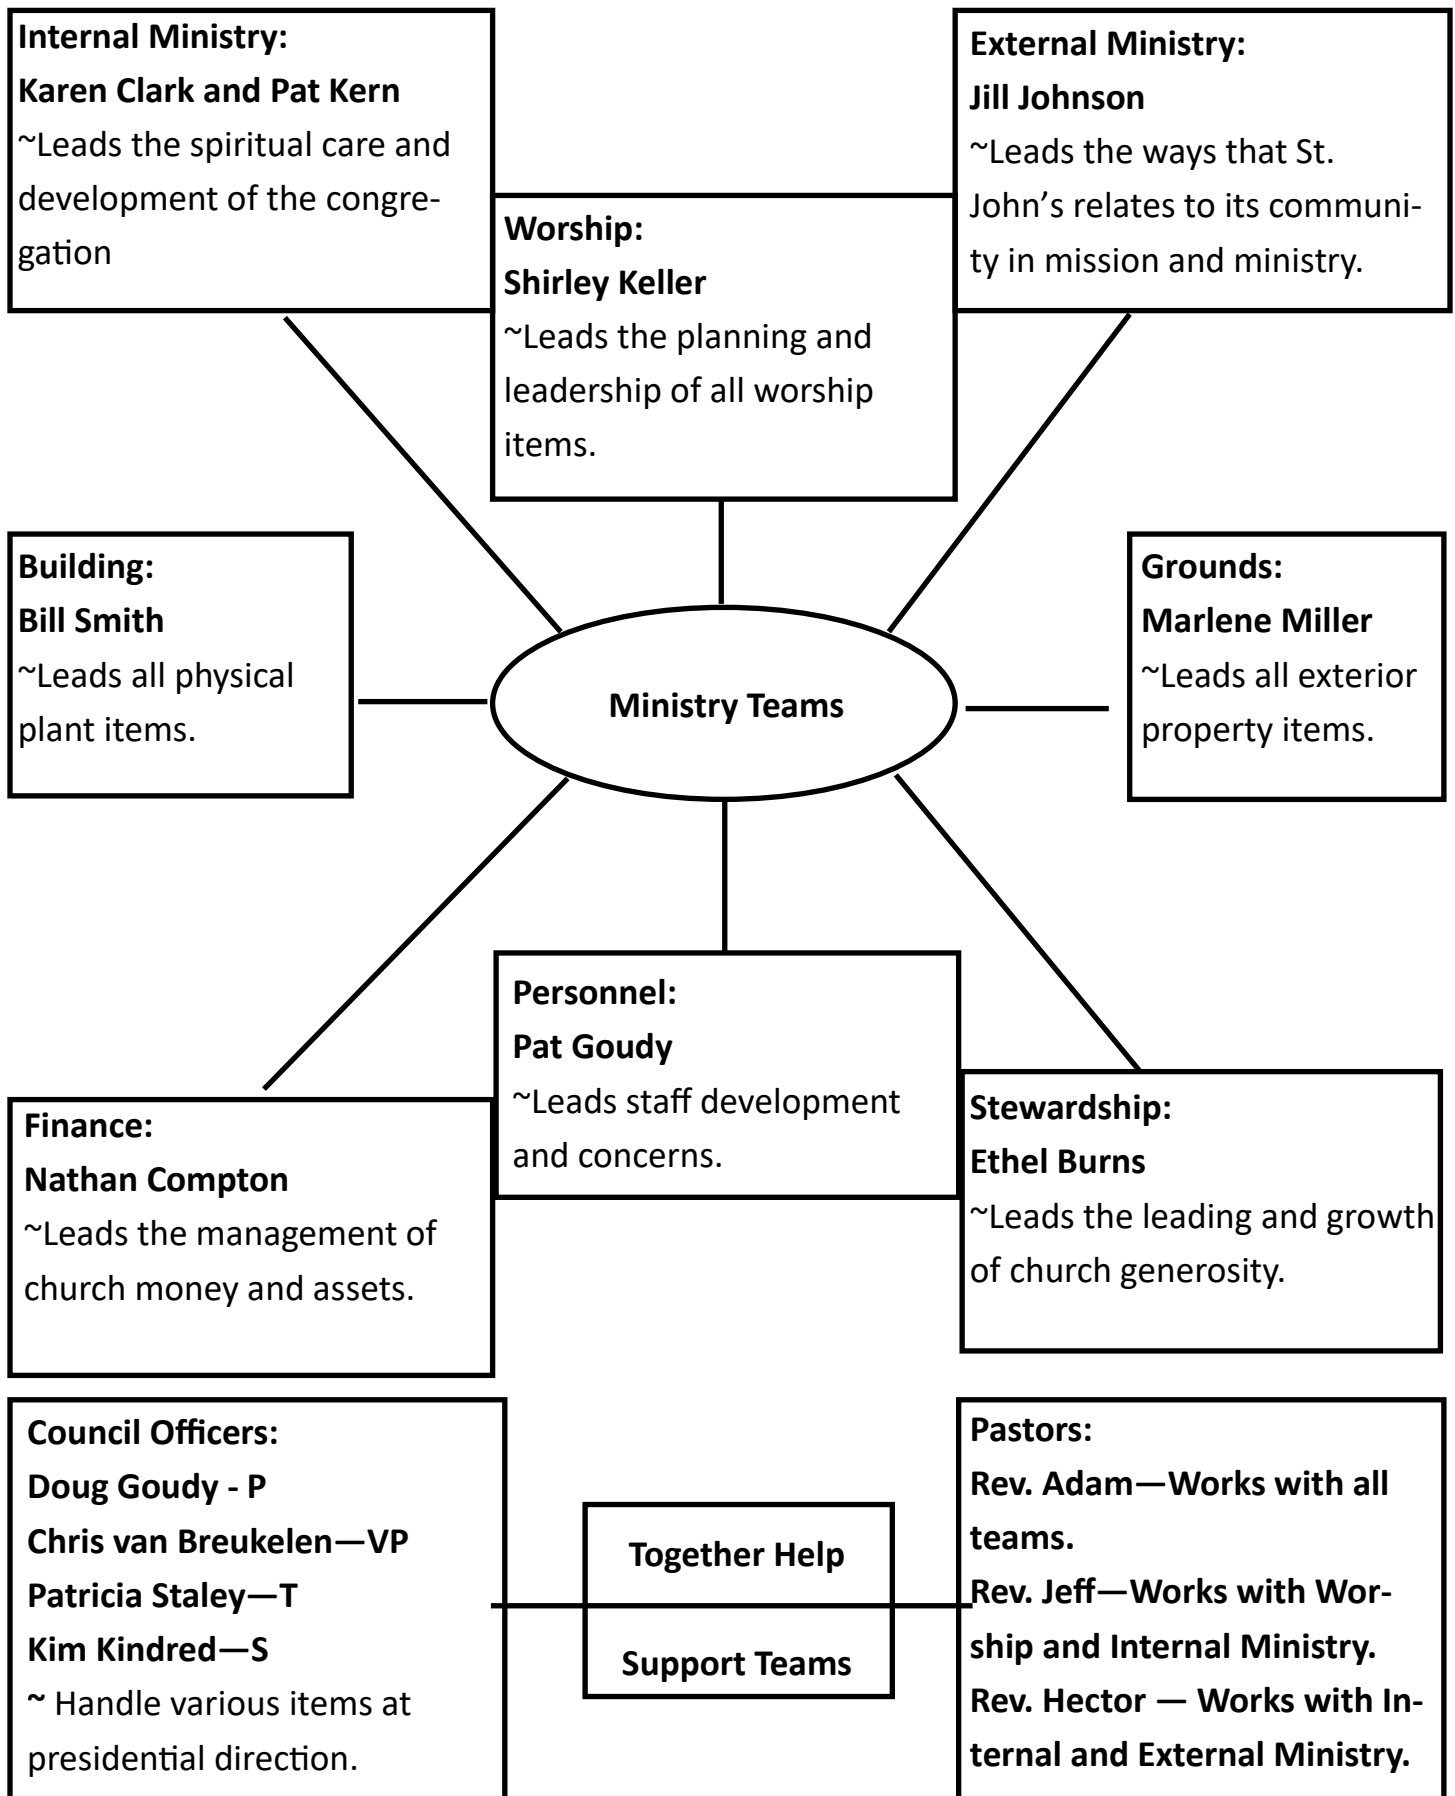 Internal Ministry:
Karen Clark and Pat Kern
~Leads the spiritual care and
development of the congre-
gation
External Ministry:
Jill Johnson
~Leads the ways that St.
John’s relates to its communi-
ty in mission and ministry.
Worship:
Shirley Keller
~Leads the planning and
leadership of all worship
items.
Building:
Bill Smith
~Leads all physical
plant items.
Ministry Teams
Grounds:
Marlene Miller
~Leads all exterior
property items.
Personnel:
Pat Goudy
~Leads staff development
and concerns.
Finance:
Nathan Compton
~Leads the management of
church money and assets.
Stewardship:
Ethel Burns
~Leads the leading and growth
of church generosity.
Council Officers:
Doug Goudy - P
Chris van Breukelen—VP
Patricia Staley—T
Kim Kindred—S
~ Handle various items at
presidential direction.
Together Help
Support Teams
Pastors:
Rev. Adam—Works with all
teams.
Rev. Jeff—Works with Wor-
ship and Internal Ministry.
Rev. Hector — Works with In-
ternal and External Ministry.